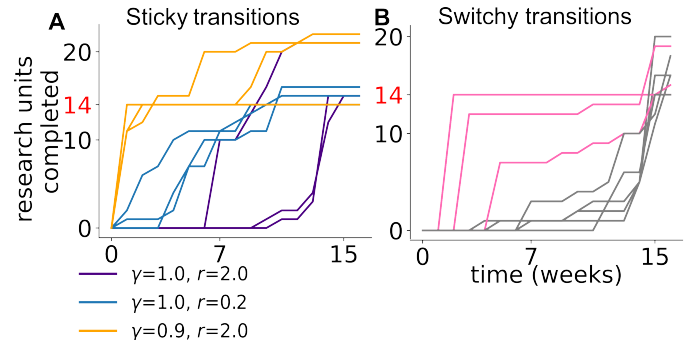 A
Sticky transitions
research units
completed
20
14
10
0
0
7
15
γ=1.0, r=2.0
γ=1.0, r=0.2
γ=0.9, r=2.0
B
Switchy transitions
20
14
10
0
0
7
15
time (weeks)